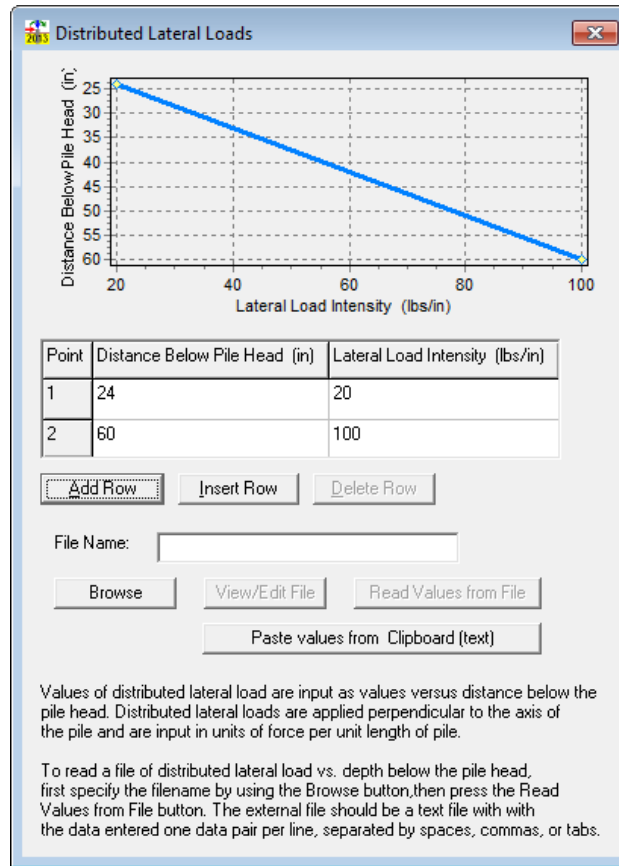 2013 Distributed Lateral Loads
Distance Below Pile Head (in)
25
30
35
40
45
50
55
60
20 40 60 80 100
Lateral Load Intensity (lbs/in)
Point Distance Below Pile Head (in) Lateral Load Intensity (lbs/in)
1 24 20
2 60 100
Add Row Insert Row Delete Row
File Name:
Browse View/Edit File Read Values from File
Paste values from Clipboard (text)
Values of distributed lateral load are input as values versus distance below the
pile head. Distributed lateral loads are applied perpendicular to the axis of
the pile and are input in units of force per unit length of pile.
To read a file of distributed lateral load vs. depth below the pile head,
first specify the filename by using the Browse button,then press the Read
Values from File button. The external file should be a text file with with
the data entered one data pair per line, separated by spaces, commas, or tabs.